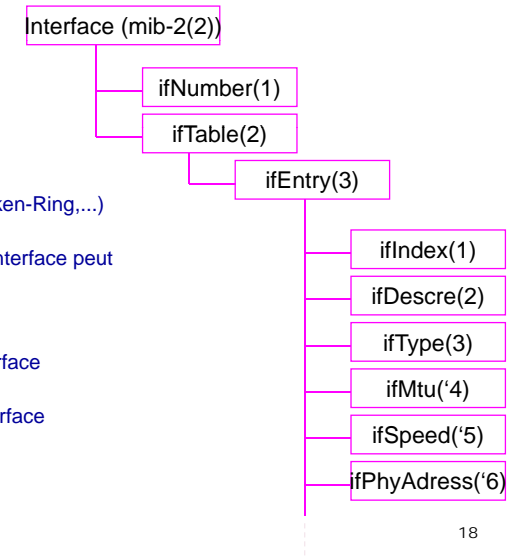 Interface (mib-2(2))
ifNumber(1)
ifTable(2)
ifEntry(3)
ken-Ring,...)
nterface peut
ifIndex(1)
ifDescre(2)
rface
ifType(3)
ifMtu(‘4)
rface
ifSpeed(‘5)
ifPhyAdress(‘6)
18